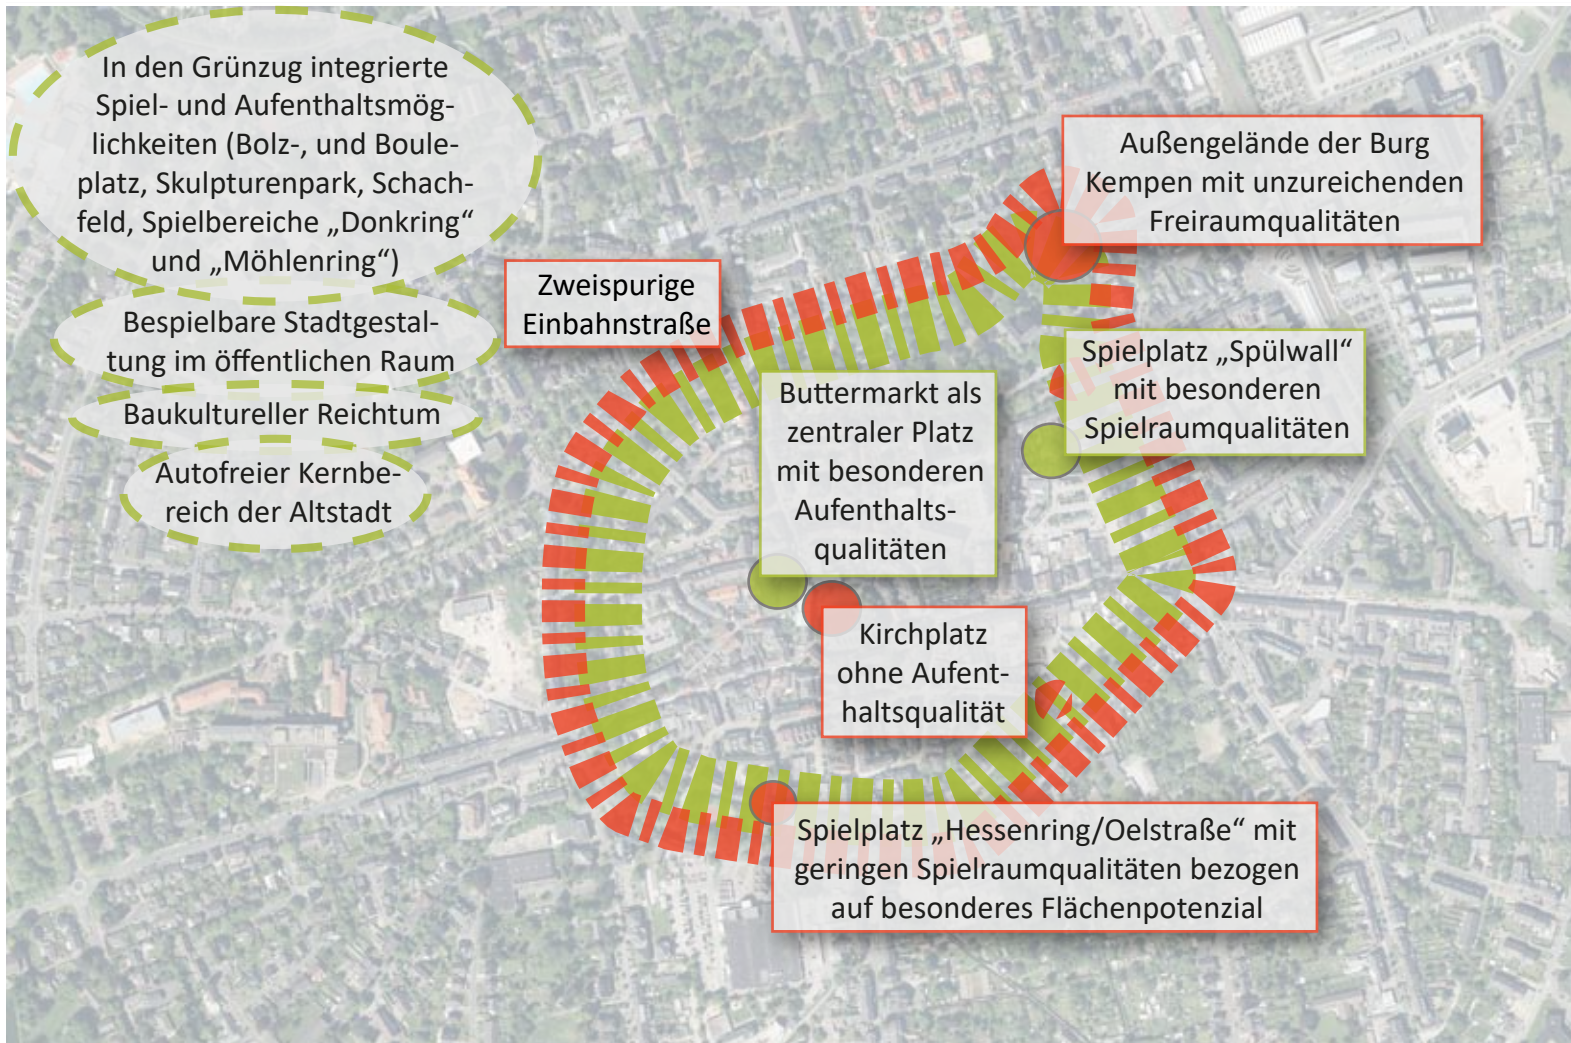 In den Grünzug integrierte
Spiel- und Aufenthaltsmög-
lichkeiten (Bolz-, und Boule-
platz, Skulpturenpark, Schach-
feld, Spielbereiche „Donkring“
und „Möhlenring“)
Bespielbare Stadtgestal-
tung im öffentlichen Raum
Baukultureller Reichtum
Autofreier Kernbe-
reich der Altstadt
Zweispurige
Einbahnstraße
Außengelände der Burg
Kempen mit unzureichenden
Freiraumqualitäten
Spielplatz „Spülwall“
mit besonderen
Spielraumqualitäten
Buttermarkt als
zentraler Platz
mit besonderen
Aufenthalts-
qualitäten
Kirchplatz
ohne Aufent-
haltsqualität
Spielplatz „Hessenring/Oelstraße“ mit
geringen Spielraumqualitäten bezogen
auf besonderes Flächenpotenzial